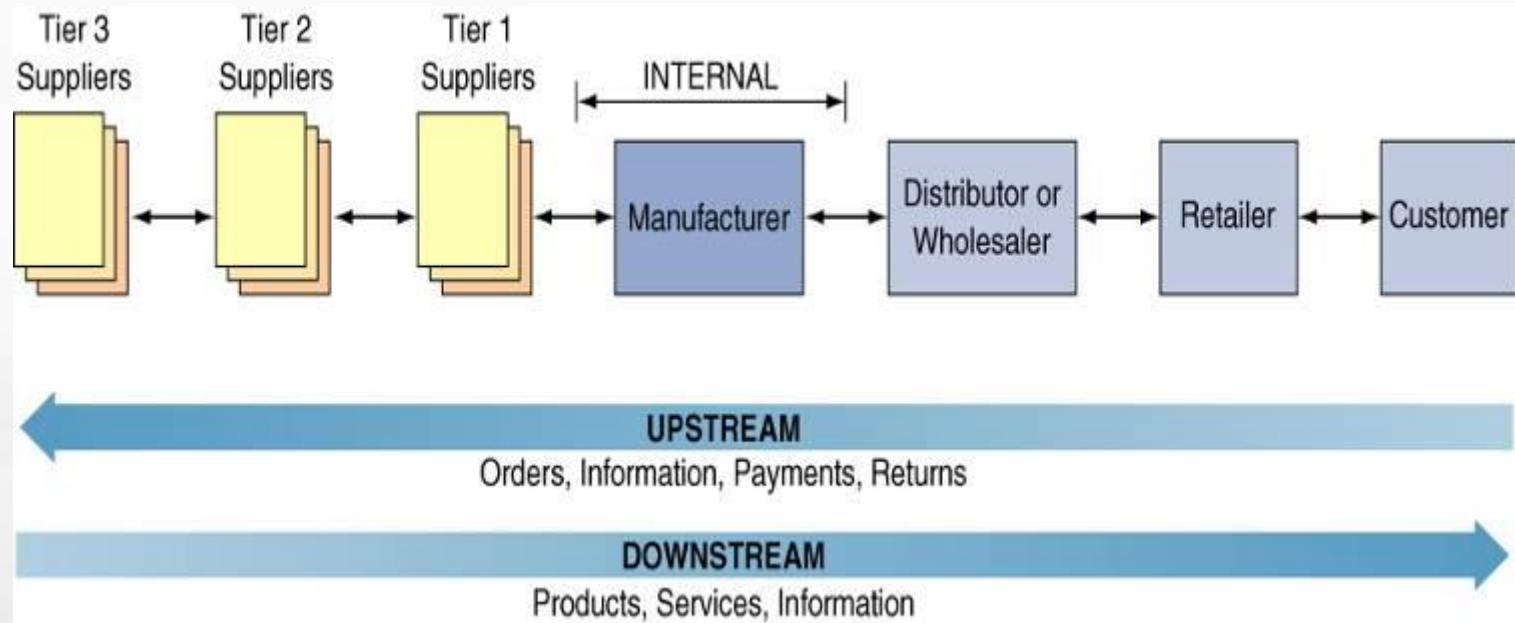 Tier 3
Suppliers
Tier 2
Suppliers
Tier 1
Suppliers
INTERNAL
Manufacturer
Distributor or
Wholesaler
Retailer
Customer
UPSTREAM
Orders, Information, Payments, Returns
DOWNSTREAM
Products, Services, Information